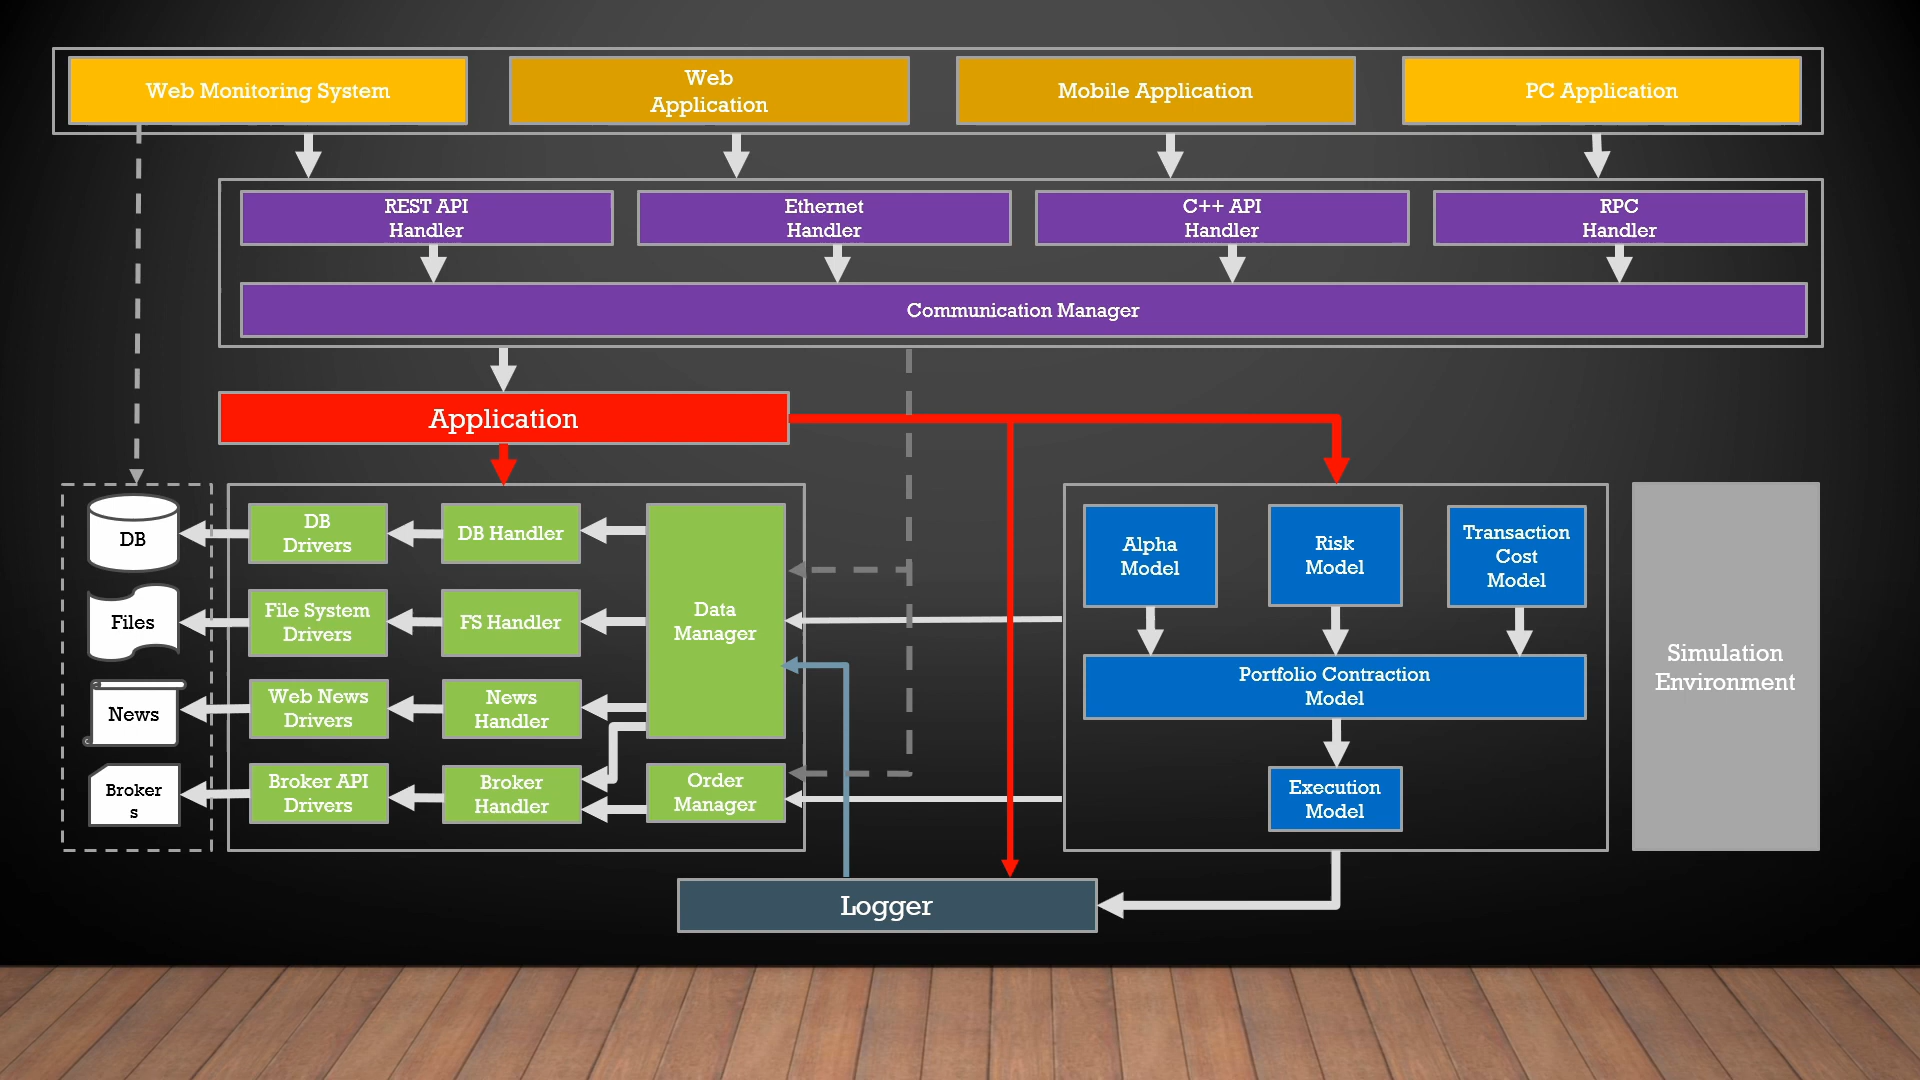 Web Monitoring System
Web
Application
Mobile Application
PC Application
REST API
Handler
Ethernet
Handler
C++ API
Handler
RPC
Handler
Communication Manager
Application
DB
DB
Drivers
DB Handler
Data
Manager
Alpha
Model
Risk
Model
Transaction
Cost
Model
Files
File System
Drivers
FS Handler
Portfolio Contraction
Model
Simulation
Environment
News
Web News
Drivers
News
Handler
Broker
s
Broker API
Drivers
Broker
Handler
Order
Manager
Execution
Model
Logger